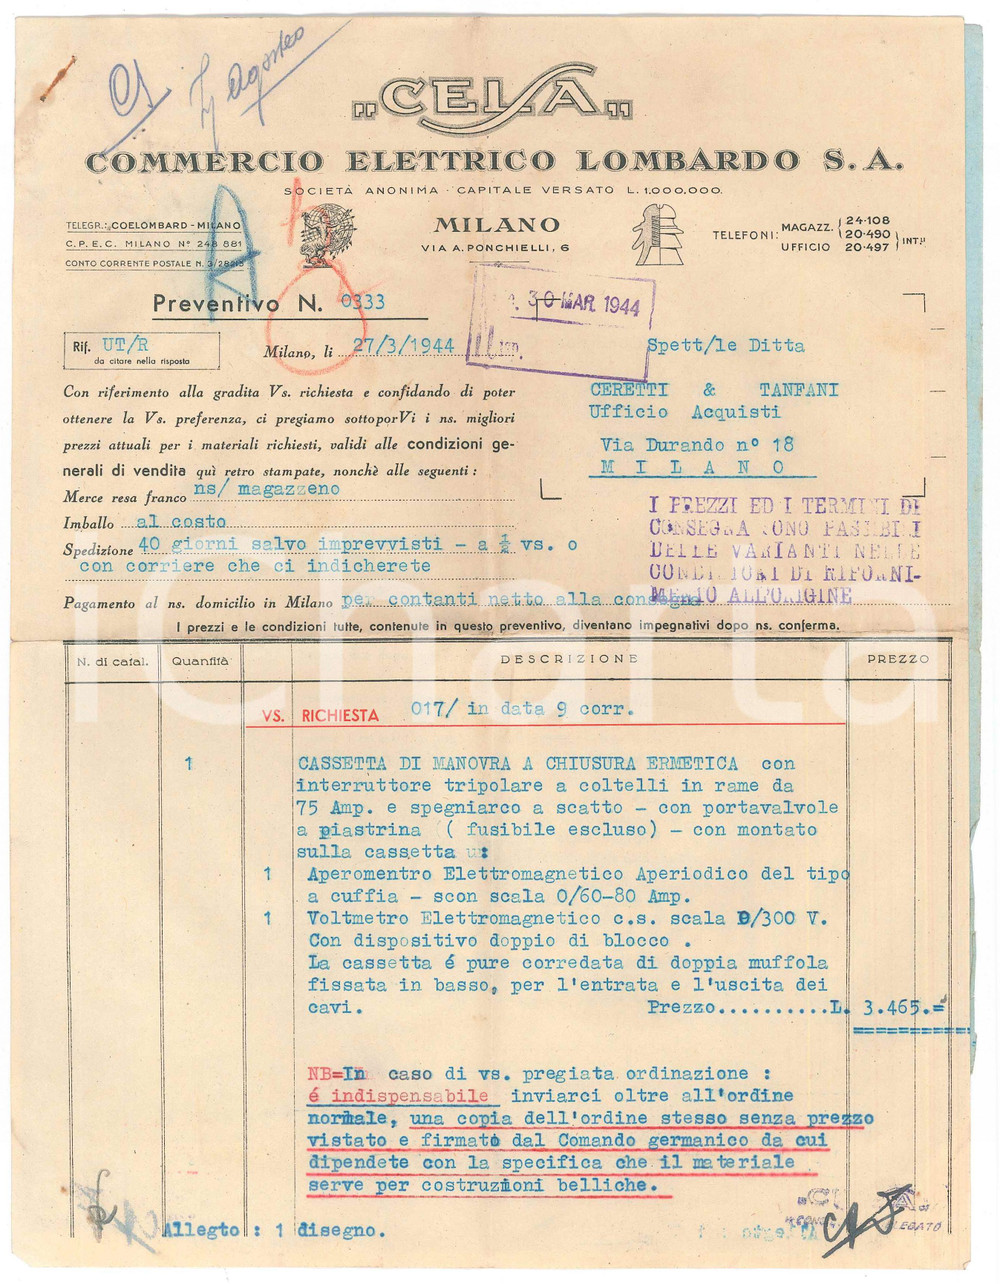 7 Agosto
"CELA"
COMMERCIO ELETTRICO LOMBARDO S. A.
SOCIETÀ ANONIMA - CAPITALE VERSATO L. 1.000.000.
TELEGR.: COELOMBARD - MILANO
C. P. E. C. MILANO N° 248 881
CONTO CORRENTE POSTALE N. 3/28215
MILANO
VIA A. PONCHIELLI, 6
TELEFONI: MAGAZZ. UFFICIO 24-108 20-490 20-497 INT.ti
Preventivo N. 0333
30 MAR. 1944
Rif. UT/R
da citare nella risposta
Milano, li 27/3/1944
Spett/le Ditta
CERETTI & TANFANI
Ufficio Acquisti
Via Durando n° 18
M I L A N O
Con riferimento alla gradita Vs. richiesta e confidando di poter
ottenere la Vs. preferenza, ci pregiamo sottoporVi i ns. migliori
prezzi attuali per i materiali richiesti, validi alle condizioni ge-
nerali di vendita quì retro stampate, nonchè alle seguenti :
Merce resa franco ns/ magazzeno
Imballo al costo
Spedizione 40 giorni salvo imprevvisti - a ½ vs. o
con corriere che ci indicherete
Pagamento al ns. domicilio in Milano per contanti netto alla consegna
I PREZZI ED I TERMINI DI
CONSEGNA SONO PASSIBILI
DELLE VARIANTI NELLE
CONDIZIONI DI RIFORNI-
MENTO ALL'ORIGINE
I prezzi e le condizioni tutte, contenute in questo preventivo, diventano impegnativi dopo ns. conferma.
N. di catal. Quantità DESCRIZIONE PREZZO
iCharta
VS. RICHIESTA 017/ in data 9 corr.
1 CASSETTA DI MANOVRA A CHIUSURA ERMETICA con
interruttore tripolare a coltelli in rame da
75 Amp. e spegniarco a scatto - con portavalvole
a piastrina ( fusibile escluso) - con montato
sulla cassetta :
1 Aperomentro Elettromagnetico Aperiodico del tipo
a cuffia - scon scala 0/60-80 Amp.
1 Voltmetro Elettromagnetico c.s. scala 0/300 V.
Con dispositivo doppio di blocco .
La cassetta é pure corredata di doppia muffola
fissata in basso, per l'entrata e l'uscita dei
cavi. Prezzo..........L. 3.465.=
NB=In caso di vs. pregiata ordinazione :
é indispensabile inviarci oltre all'ordine
normale, una copia dell'ordine stesso senza prezzo
vistato e firmato dal Comando germanico da cui
dipendete con la specifica che il materiale
serve per costruzioni belliche.
Allegto : 1 disegno.